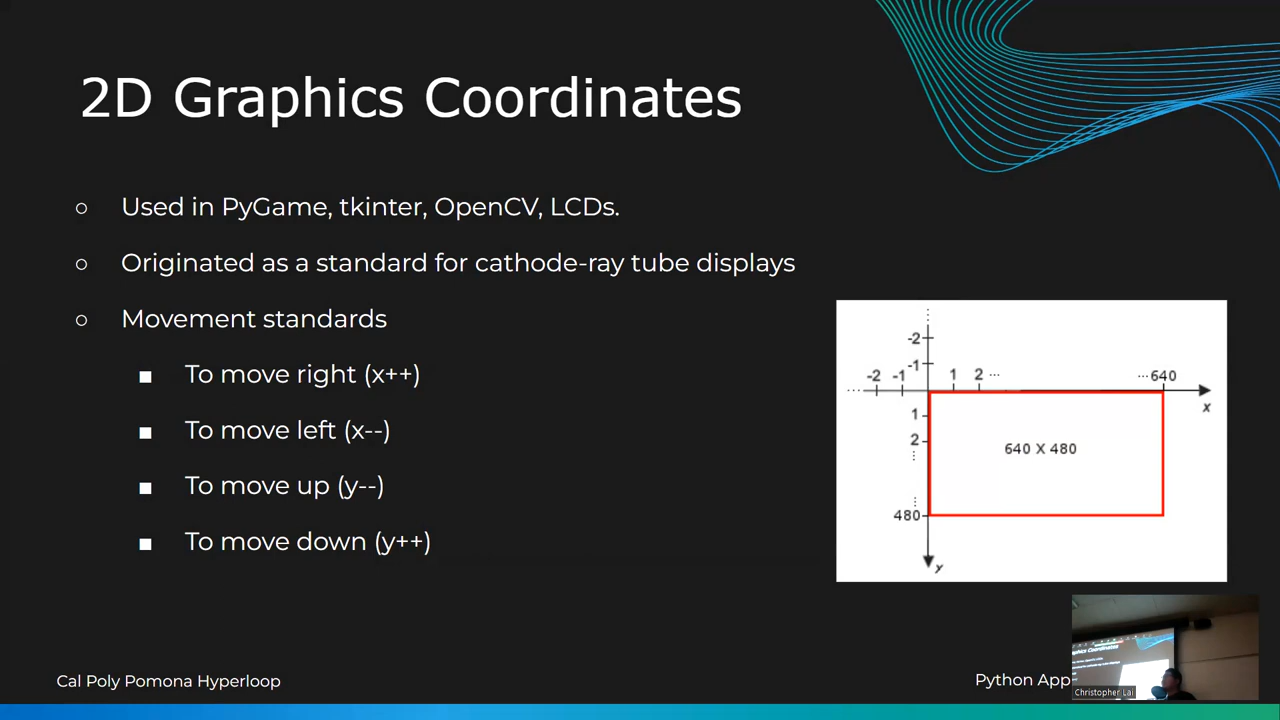 2D Graphics Coordinates
Used in PyGame, tkinter, OpenCV, LCDs.
Originated as a standard for cathode-ray tube displays
Movement standards
To move right (x++)
To move left (x--)
To move up (y--)
To move down (y++)
-2
-1
-2 -1 1 2 ... ...640
x
1
2
640 X 480
480
y
Cal Poly Pomona Hyperloop
Python App
Graphics Coordinates
Christopher Lai